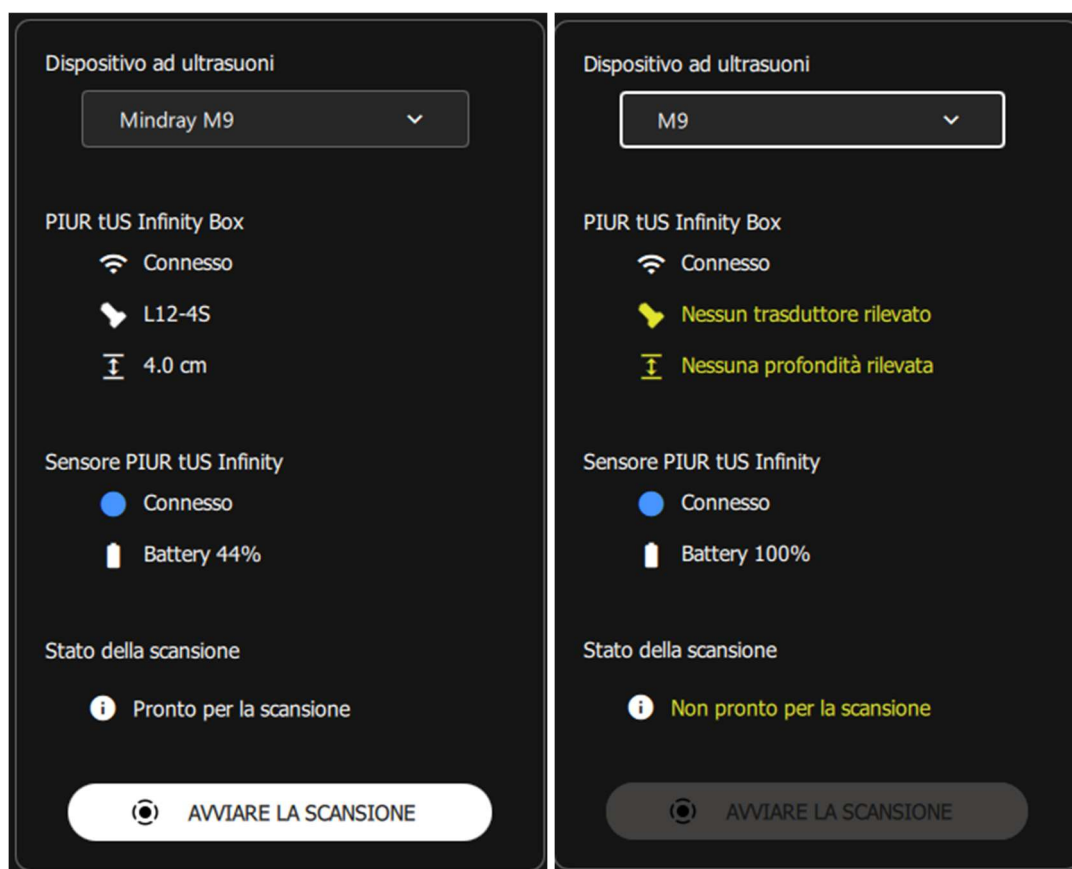 Dispositivo ad ultrasuoni
Mindray M9
PIUR tUS Infinity Box
Connesso
L12-4S
4.0 cm
Sensore PIUR tUS Infinity
Connesso
Battery 44%
Stato della scansione
Pronto per la scansione
AVVIARE LA SCANSIONE
Dispositivo ad ultrasuoni
M9
PIUR tUS Infinity Box
Connesso
Nessun trasduttore rilevato
Nessuna profondità rilevata
Sensore PIUR tUS Infinity
Connesso
Battery 100%
Stato della scansione
Non pronto per la scansione
AVVIARE LA SCANSIONE